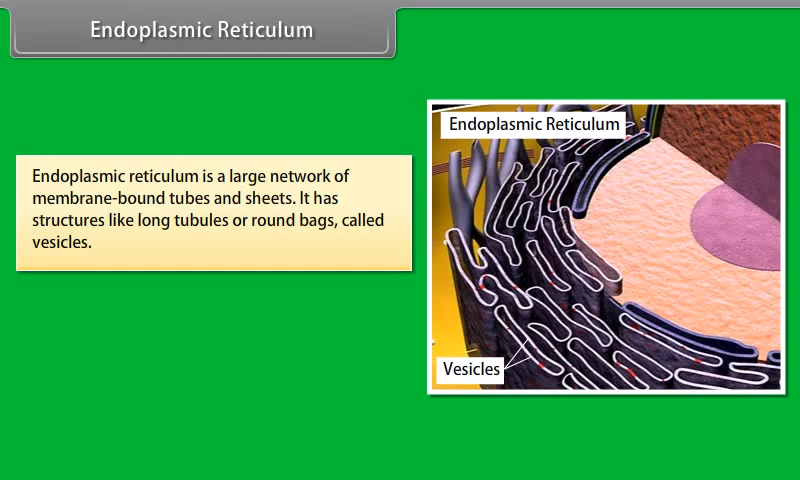 Endoplasmic Reticulum
Endoplasmic reticulum is a large network of
membrane-bound tubes and sheets. It has
structures like long tubules or round bags, called
vesicles.
Endoplasmic Reticulum
Vesicles